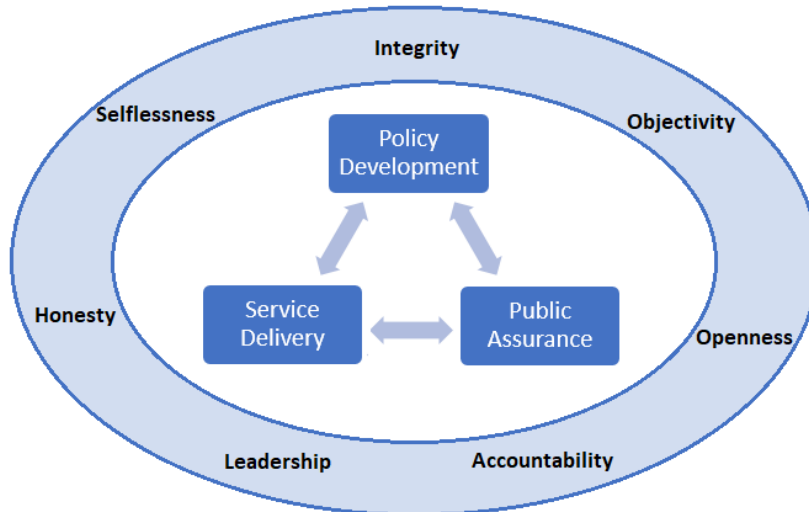 Integrity
Selflessness
Objectivity
Policy
Development
Service
Delivery
Public
Assurance
Honesty
Openness
Leadership
Accountability